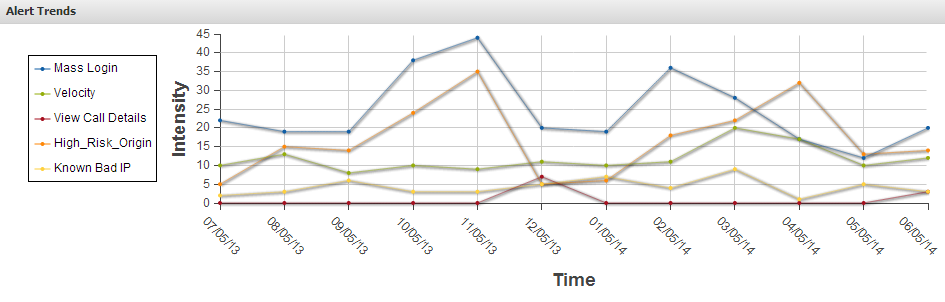 Alert Trends
Mass Login
Velocity
View Call Details
High_Risk_Origin
Known Bad IP
Intensity
45
40
35
30
25
20
15
10
5
0
07/05/13
08/05/13
09/05/13
10/05/13
11/05/13
12/05/13
01/05/14
02/05/14
03/05/14
04/05/14
05/05/14
06/05/14
Time